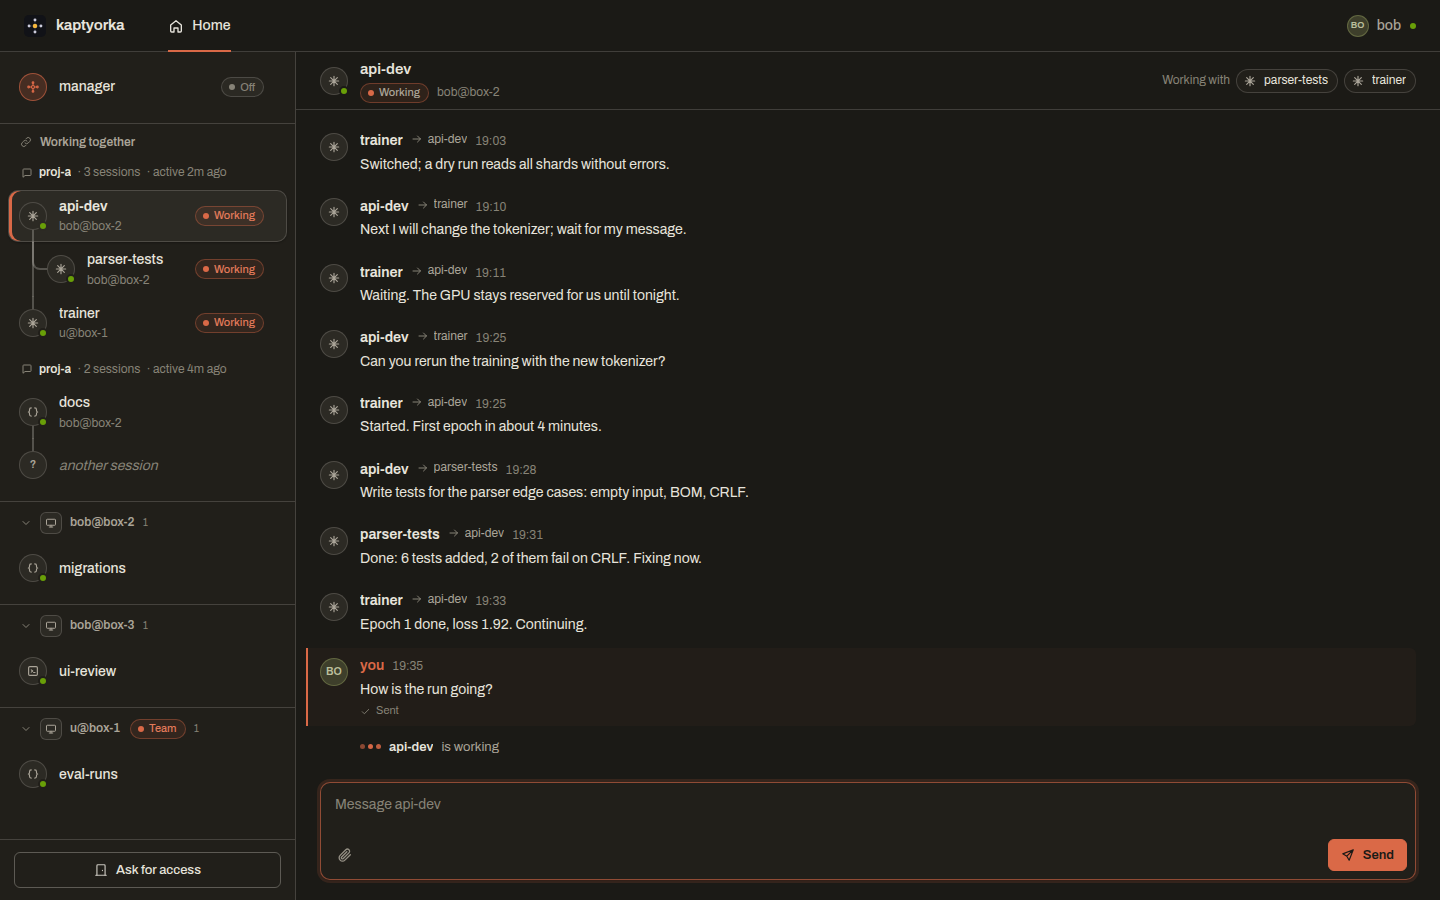 kaptyorka
Home
BO bob
manager
Off
Working together
proj-a · 3 sessions · active 2m ago
api-dev
bob@box-2
Working
parser-tests
bob@box-2
Working
trainer
u@box-1
Working
proj-a · 2 sessions · active 4m ago
docs
bob@box-2
?
another session
bob@box-2 1
migrations
bob@box-3 1
ui-review
u@box-1 Team 1
eval-runs
Ask for access
api-dev
Working bob@box-2
Working with parser-tests trainer
trainer → api-dev 19:03
Switched; a dry run reads all shards without errors.
api-dev → trainer 19:10
Next I will change the tokenizer; wait for my message.
trainer → api-dev 19:11
Waiting. The GPU stays reserved for us until tonight.
api-dev → trainer 19:25
Can you rerun the training with the new tokenizer?
trainer → api-dev 19:25
Started. First epoch in about 4 minutes.
api-dev → parser-tests 19:28
Write tests for the parser edge cases: empty input, BOM, CRLF.
parser-tests → api-dev 19:31
Done: 6 tests added, 2 of them fail on CRLF. Fixing now.
trainer → api-dev 19:33
Epoch 1 done, loss 1.92. Continuing.
BO you 19:35
How is the run going?
Sent
api-dev is working
Message api-dev
Send